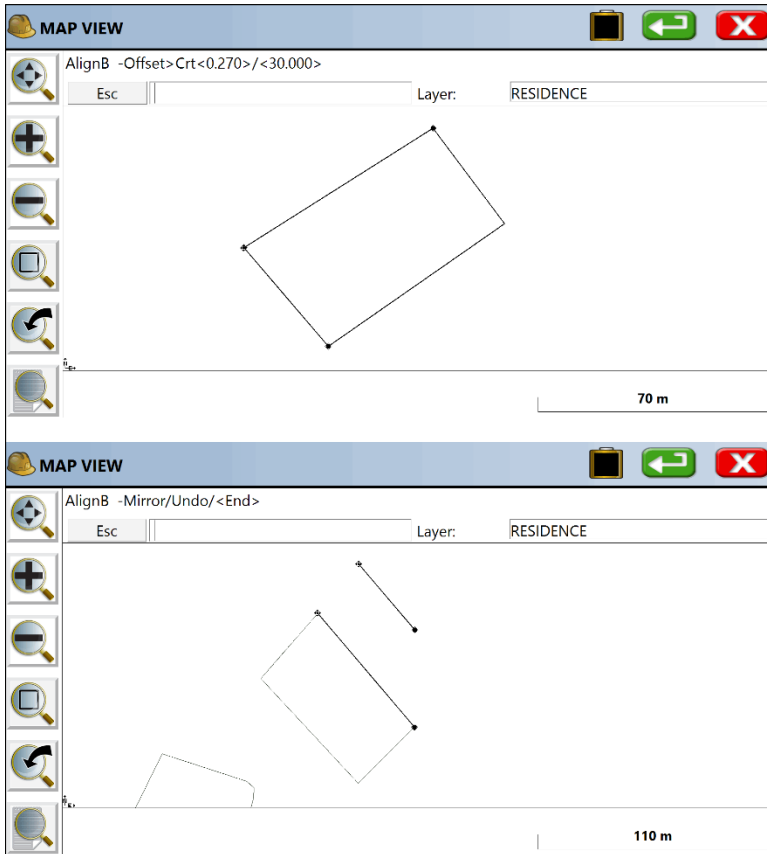 MAP VIEW
AlignB -Offset>Crt<0.270>/<30.000>
Esc Layer: RESIDENCE
70 m
MAP VIEW
AlignB -Mirror/Undo/<End>
Esc Layer: RESIDENCE
110 m